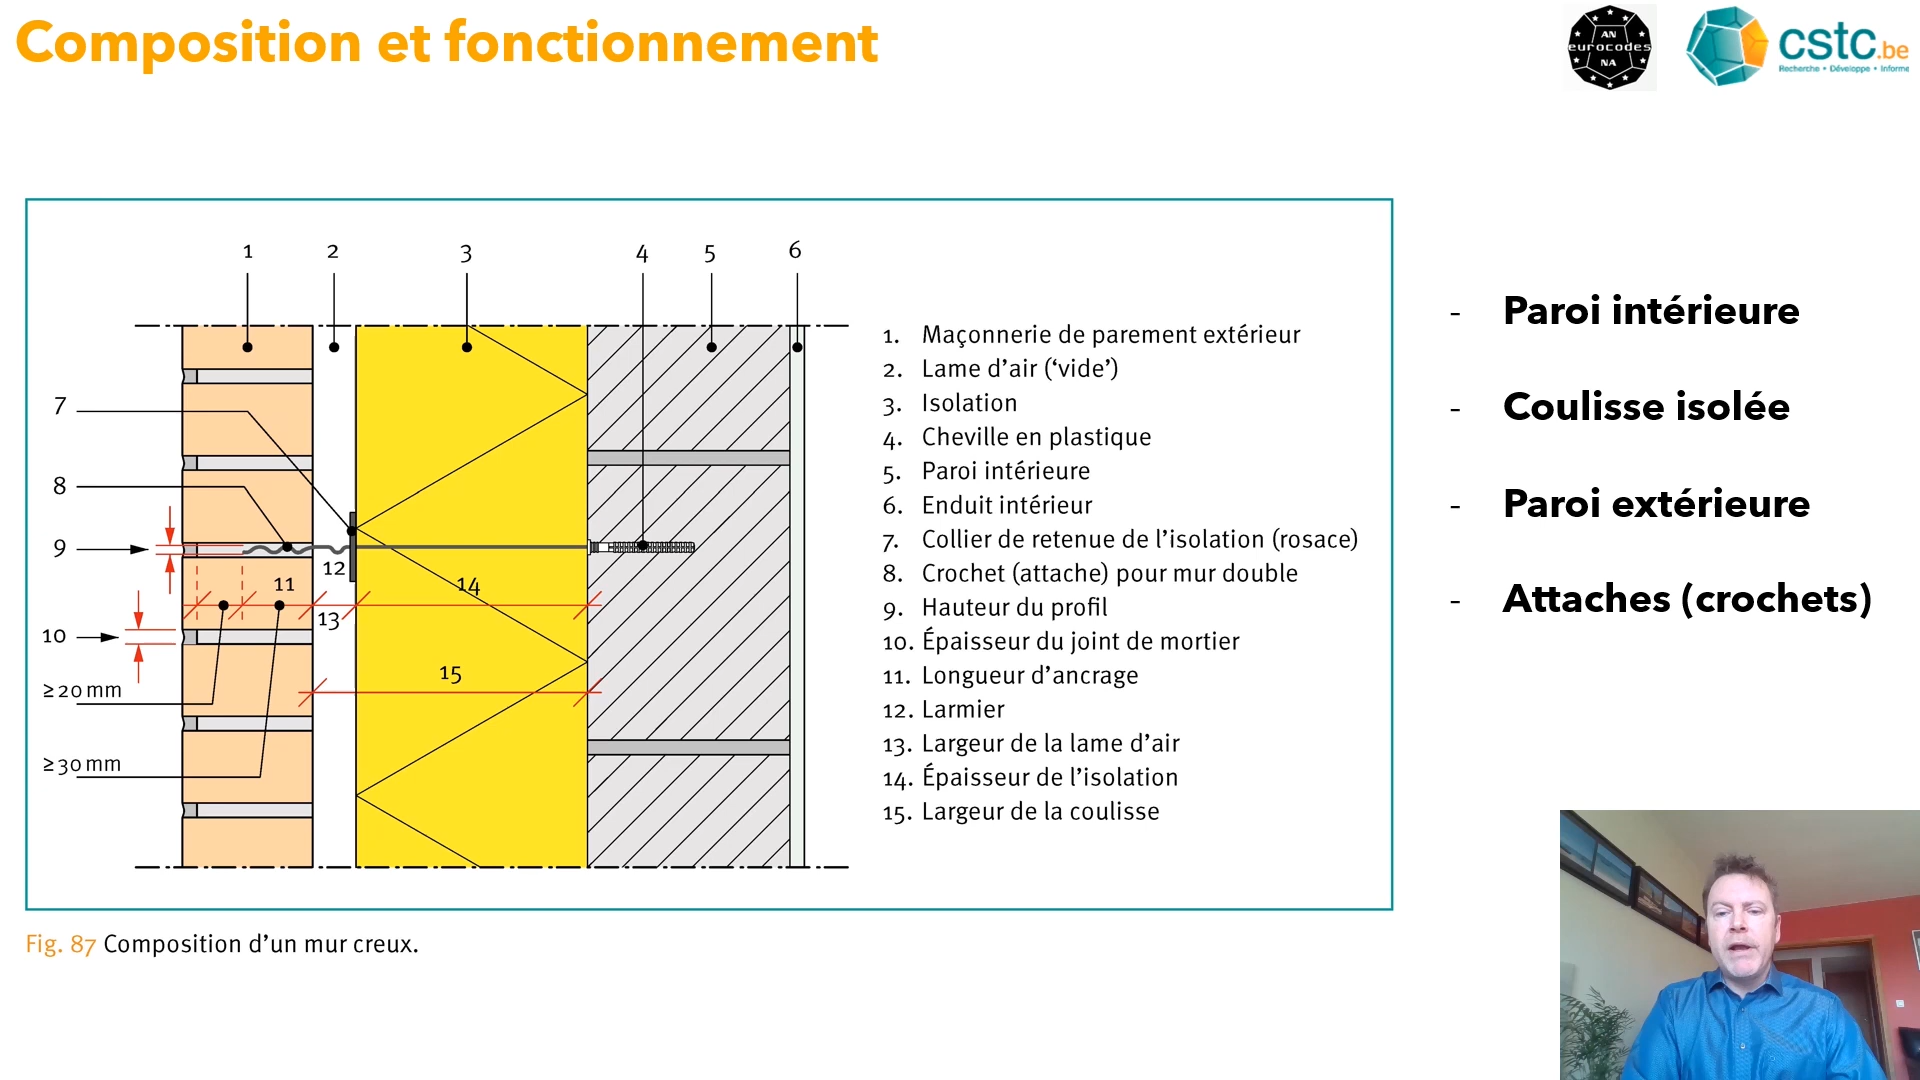 Composition et fonctionnement
AN
eurocodes
NA
cstc.be
Recherche • Développe • Informe
1 2 3 4 5 6
7
8
9
10
11
12
13
14
15
≥ 20 mm
≥ 30 mm
1. Maçonnerie de parement extérieur
2. Lame d’air (‘vide’)
3. Isolation
4. Cheville en plastique
5. Paroi intérieure
6. Enduit intérieur
7. Collier de retenue de l’isolation (rosace)
8. Crochet (attache) pour mur double
9. Hauteur du profil
10. Épaisseur du joint de mortier
11. Longueur d’ancrage
12. Larmier
13. Largeur de la lame d’air
14. Épaisseur de l’isolation
15. Largeur de la coulisse
- Paroi intérieure
- Coulisse isolée
- Paroi extérieure
- Attaches (crochets)
Fig. 87 Composition d’un mur creux.